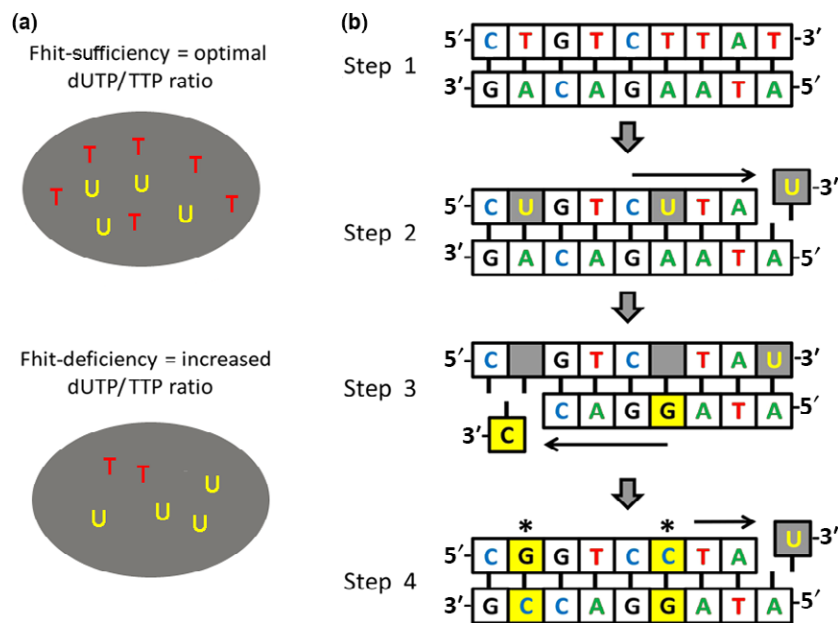 (a)
Fhit-sufficiency = optimal
dUTP/TTP ratio
T T T T U U T U T U
Fhit-deficiency = increased
dUTP/TTP ratio
T T U U U U
(b)
Step 1
5′ C T G T C T T A T 3′
3′ G A C A G A A T A 5′
Step 2
U 3′
5′ C U G T C U T A
3′ G A C A G A A T A 5′
Step 3
5′ C G T C T A U 3′
C A G G A T A 5′
3′ C
Step 4
* *
U 3′
5′ C G G T C C T A
3′ G C C A G G A T A 5′